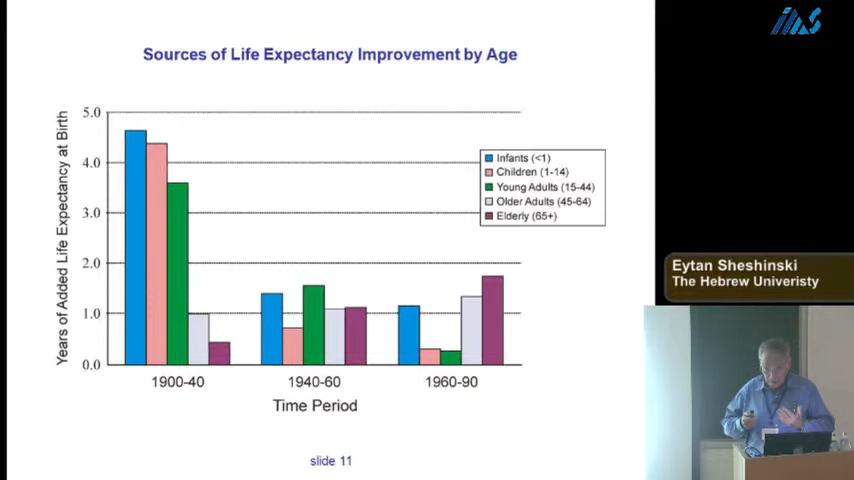 IAS
Sources of Life Expectancy Improvement by Age
Years of Added Life Expectancy at Birth
5.0
4.0
3.0
2.0
1.0
0.0
Infants (<1)
Children (1-14)
Young Adults (15-44)
Older Adults (45-64)
Elderly (65+)
1900-40
1940-60
1960-90
Time Period
slide 11
Eytan Sheshinski
The Hebrew Univeristy